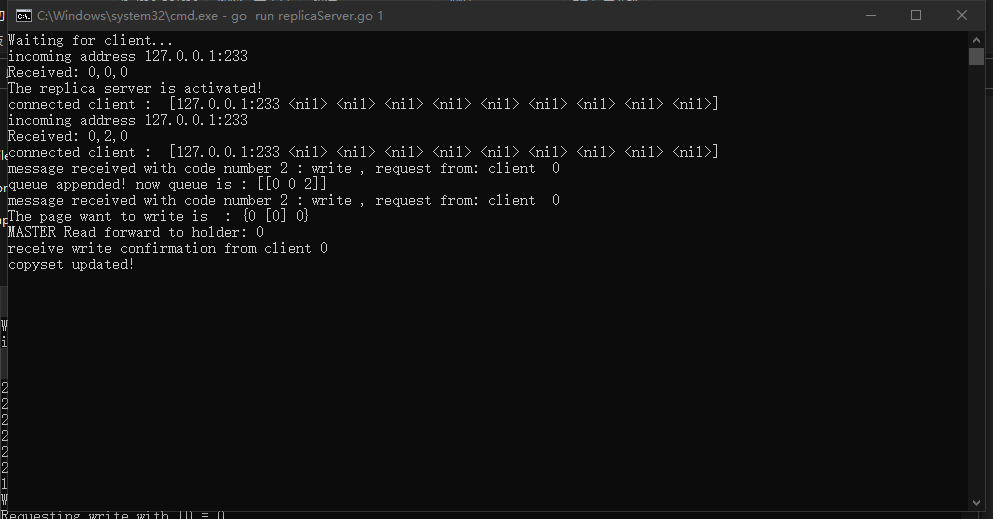 C:\Windows\system32\cmd.exe - go  run replicaServer.go 1
Waiting for client...
incoming address 127.0.0.1:233
Received: 0,0,0
The replica server is activated!
connected client :  [127.0.0.1:233 <nil> <nil> <nil> <nil> <nil> <nil> <nil> <nil> <nil>]
incoming address 127.0.0.1:233
Received: 0,2,0
connected client :  [127.0.0.1:233 <nil> <nil> <nil> <nil> <nil> <nil> <nil> <nil> <nil>]
message received with code number 2 : write , request from: client  0
queue appended! now queue is : [[0 0 2]]
message received with code number 2 : write , request from: client  0
The page want to write is  : {0 [0] 0}
MASTER Read forward to holder: 0
receive write confirmation from client 0
copyset updated!
Requesting write with ID = 0